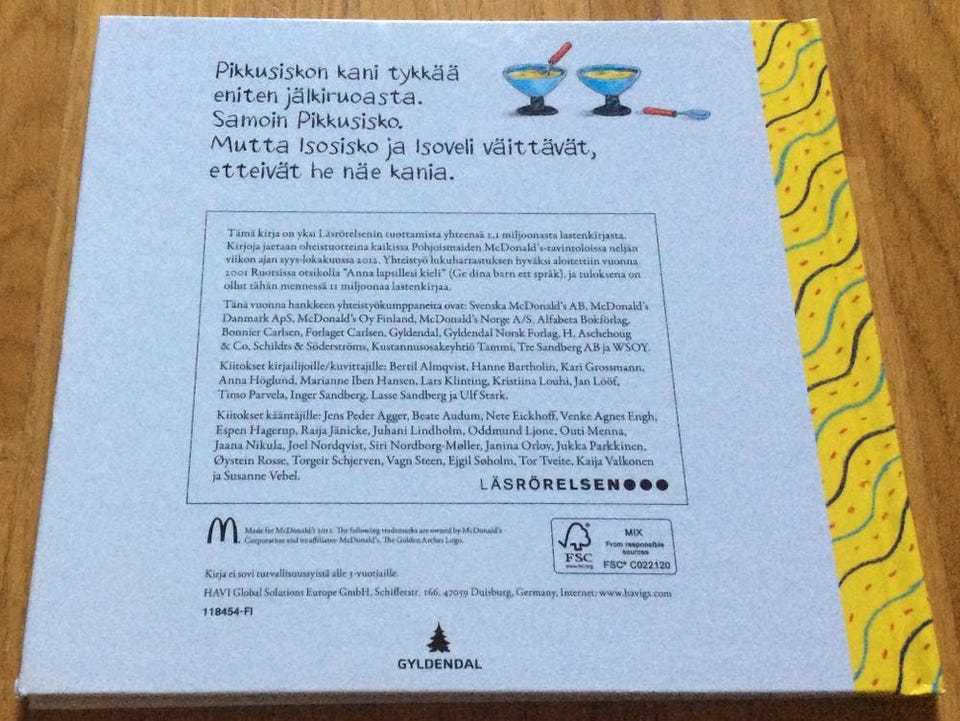 Pikkusiskon kani tykkää
eniten jälkiruoasta.
Samoin Pikkusisko.
Mutta Isosisko ja Isoveli väittävät,
etteivät he näe kania.
Tämä kirja on yksi Läsrörelsenin tuottamista yhteensä 2,1 miljoonasta lastenkirjasta.
Kirjoja jaetaan oheistuotteina kaikissa Pohjoismaiden McDonald's-ravintoloissa neljän
viikon ajan syys-lokakuussa 2012. Yhteistyö lukuharrastuksen hyväksi aloitettiin vuonna
2001 Ruotsissa otsikolla "Anna lapsillesi kieli" (Ge dina barn ett språk), ja tuloksena on
ollut tähän mennessä 11 miljoonaa lastenkirjaa.
Tänä vuonna hankkeen yhteistyökumppaneita ovat: Svenska McDonald's AB, McDonald's
Danmark ApS, McDonald's Oy Finland, McDonald's Norge A/S, Alfabeta Bokförlag,
Bonnier Carlsen, Forlaget Carlsen, Gyldendal, Gyldendal Norsk Forlag, H. Aschehoug
& Co, Schildts & Söderströms, Kustannusosakeyhtiö Tammi, Tre Sandberg AB ja WSOY.
Kiitokset kirjailijoille/kuvittajille: Bertil Almqvist, Hanne Bartholin, Kari Grossmann,
Anna Höglund, Marianne Iben Hansen, Lars Klinting, Kristiina Louhi, Jan Lööf,
Timo Parvela, Inger Sandberg, Lasse Sandberg ja Ulf Stark.
Kiitokset kääntäjille: Jens Peder Agger, Beate Audum, Nete Eickhoff, Venke Agnes Engh,
Espen Hagerup, Raija Jänicke, Juhani Lindholm, Oddmund Ljone, Outi Menna,
Jaana Nikula, Joel Nordqvist, Siri Nordborg-Møller, Janina Orlov, Jukka Parkkinen,
Øystein Rosse, Torgeir Schjerven, Vagn Steen, Ejgil Søholm, Tor Tveite, Kaija Valkonen
ja Susanne Vebel.
LÄSRÖRELSEN
Made for McDonald's 2012. The following trademarks are owned by McDonald's
Corporation and its affiliates: McDonald's, The Golden Arches Logo.
FSC
www.fsc.org
MIX
From responsible
sources
FSC® C022120
Kirja ei sovi turvallisuussyistä alle 3-vuotiaille.
HAVI Global Solutions Europe GmbH, Schifferstr. 166, 47059 Duisburg, Germany, Internet: www.havigs.com
118454-FI
GYLDENDAL